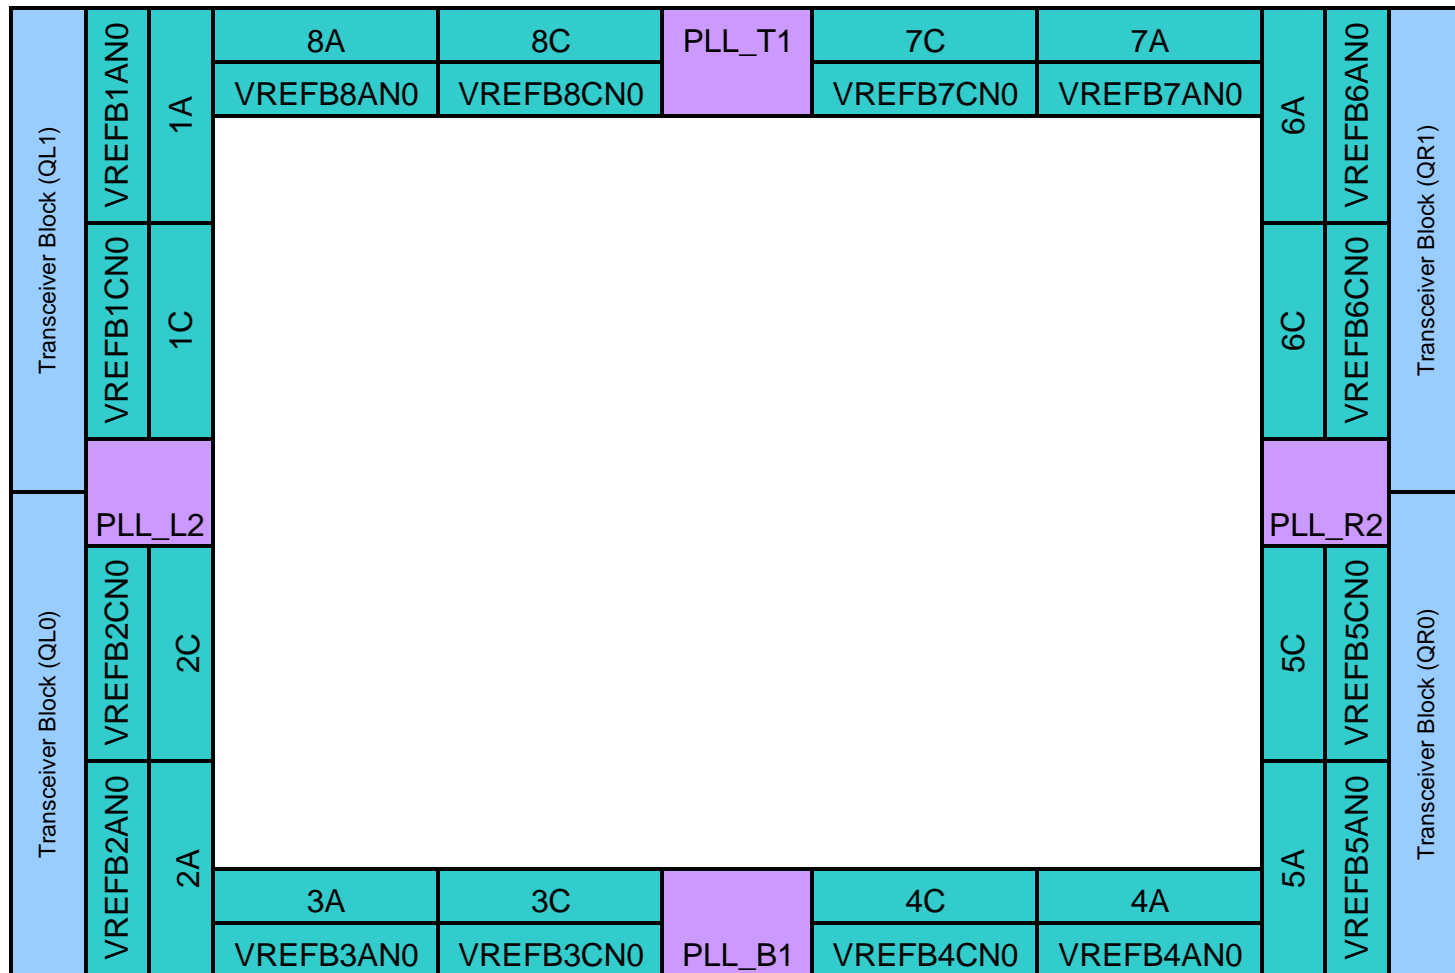 8A
8C
PLL_T1
7C
7A
VREFB8AN0
VREFB8CN0
VREFB7CN0
VREFB7AN0
Transceiver Block (QL1)
VREFB1AN0
1A
6A
VREFB6AN0
Transceiver Block (QR1)
VREFB1CN0
1C
6C
VREFB6CN0
PLL_L2
PLL_R2
Transceiver Block (QL0)
VREFB2CN0
2C
5C
VREFB5CN0
Transceiver Block (QR0)
VREFB2AN0
2A
5A
VREFB5AN0
3A
3C
4C
4A
VREFB3AN0
VREFB3CN0
PLL_B1
VREFB4CN0
VREFB4AN0